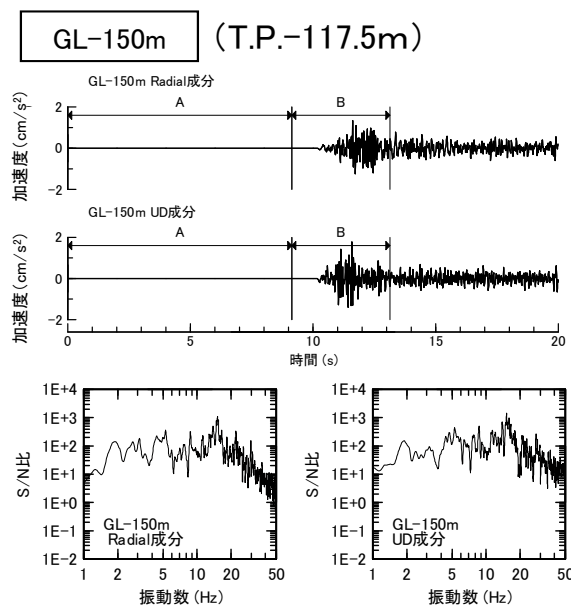 GL-150m (T.P.-117.5m)
GL-150m Radial成分
加速度(cm/s²)
2
0
-2
A
B
GL-150m UD成分
加速度(cm/s²)
2
0
-2
A
B
0 5 10 15 20
時間(s)
S/N比
1E+4
1E+3
1E+2
1E+1
1E+0
1E-1
1E-2
GL-150m
Radial成分
1 2 5 10 20 50
振動数(Hz)
S/N比
1E+4
1E+3
1E+2
1E+1
1E+0
1E-1
1E-2
GL-150m
UD成分
1 2 5 10 20 50
振動数(Hz)